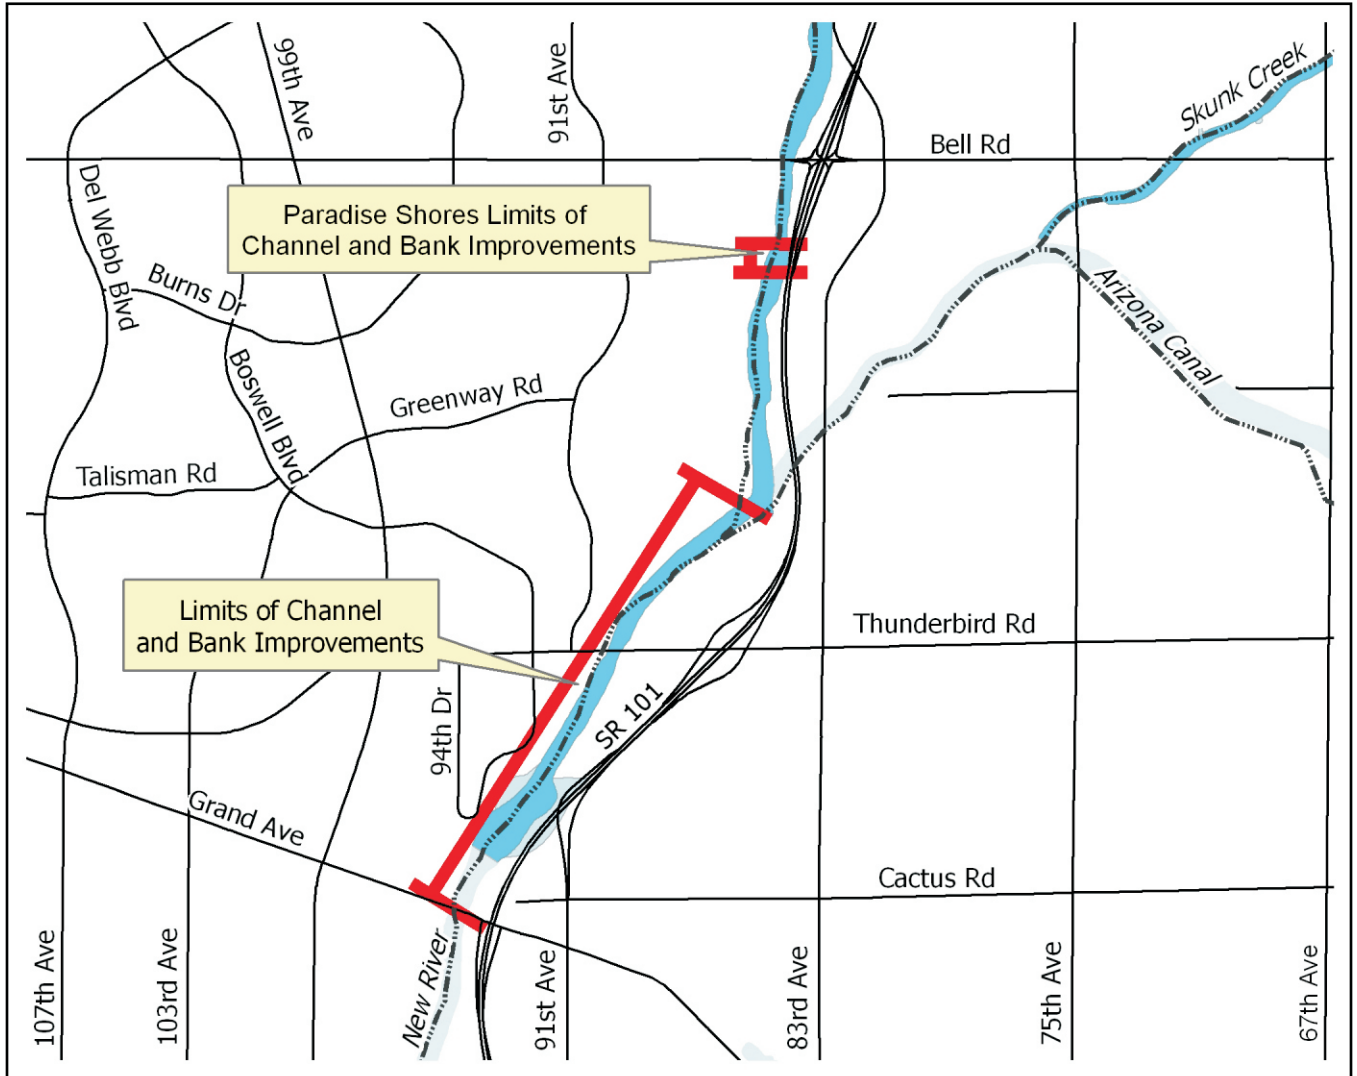 99th Ave
91st Ave
Skunk Creek
Bell Rd
Del Webb Blvd
Paradise Shores Limits of
Channel and Bank Improvements
Burns Dr
Arizona Canal
Boswell Blvd
Greenway Rd
Talisman Rd
Limits of Channel
and Bank Improvements
Thunderbird Rd
SR 101
94th Dr
Grand Ave
Cactus Rd
107th Ave
103rd Ave
New River
91st Ave
83rd Ave
75th Ave
67th Ave